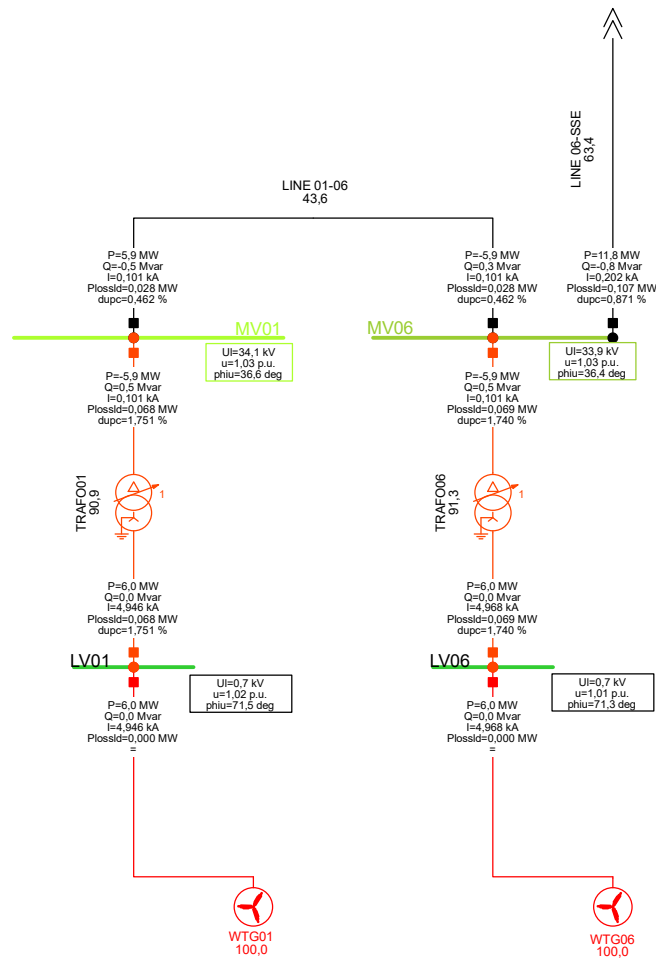 LINE 06-SSE
63,4
LINE 01-06
43,6
P=5,9 MW
Q=-0,5 Mvar
I=0,101 kA
Plossld=0,028 MW
dupc=0,462 %
P=-5,9 MW
Q=0,3 Mvar
I=0,101 kA
Plossld=0,028 MW
dupc=0,462 %
P=11,8 MW
Q=-0,8 Mvar
I=0,202 kA
Plossld=0,107 MW
dupc=0,871 %
MV01
MV06
Ul=34,1 kV
u=1,03 p.u.
phiu=36,6 deg
Ul=33,9 kV
u=1,03 p.u.
phiu=36,4 deg
P=-5,9 MW
Q=0,5 Mvar
I=0,101 kA
Plossld=0,068 MW
dupc=1,751 %
P=-5,9 MW
Q=0,5 Mvar
I=0,101 kA
Plossld=0,069 MW
dupc=1,740 %
TRAFO01
90,9
1
TRAFO06
91,3
1
P=6,0 MW
Q=0,0 Mvar
I=4,946 kA
Plossld=0,068 MW
dupc=1,751 %
P=6,0 MW
Q=0,0 Mvar
I=4,968 kA
Plossld=0,069 MW
dupc=1,740 %
LV01
LV06
Ul=0,7 kV
u=1,02 p.u.
phiu=71,5 deg
Ul=0,7 kV
u=1,01 p.u.
phiu=71,3 deg
P=6,0 MW
Q=0,0 Mvar
I=4,946 kA
Plossld=0,000 MW
=
P=6,0 MW
Q=0,0 Mvar
I=4,968 kA
Plossld=0,000 MW
=
WTG01
100,0
WTG06
100,0